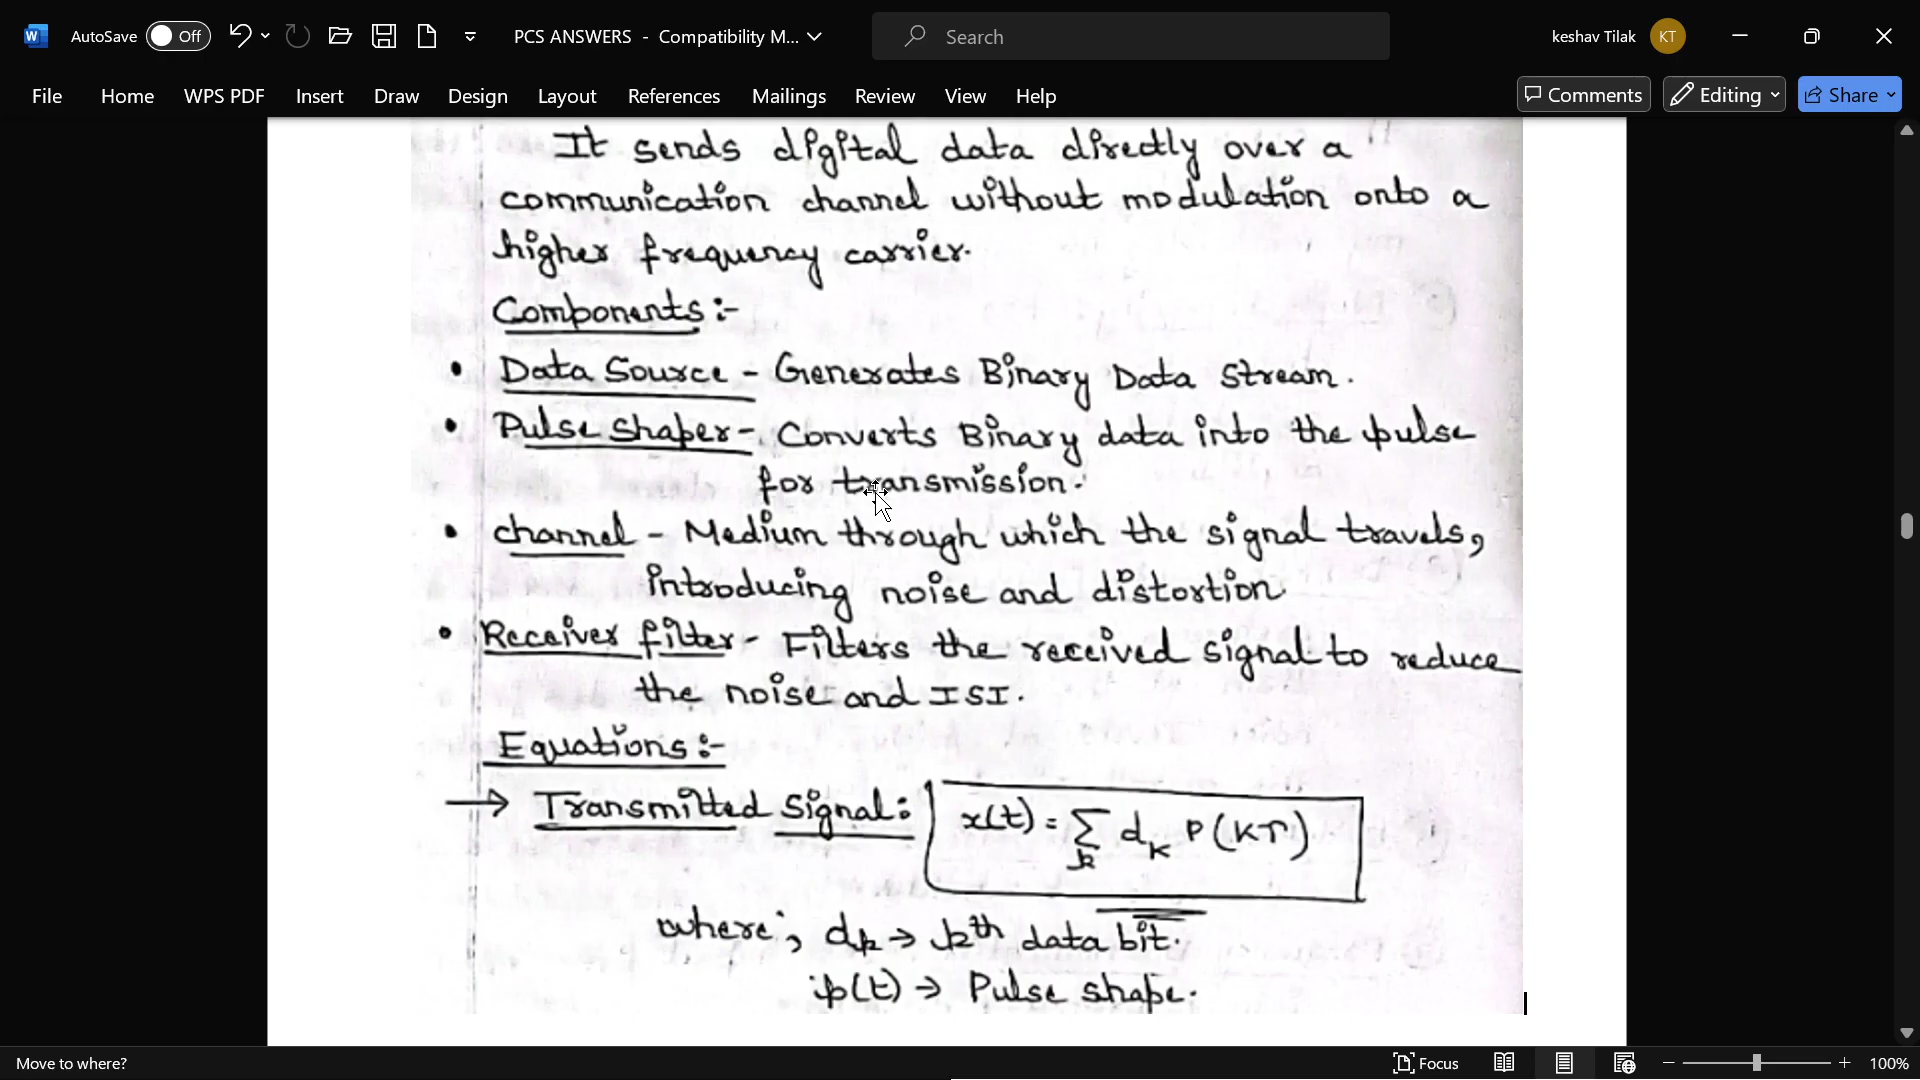 AutoSave Off PCS ANSWERS - Compatibility M... Search keshav Tilak KT
File Home WPS PDF Insert Draw Design Layout References Mailings Review View Help Comments Editing Share
It sends digital data directly over a
communication channel without modulation onto a
higher frequency carrier.
Components :-
• Data Source - Generates Binary Data Stream.
• Pulse Shaper - Converts Binary data into the pulse
for transmission.
• channel - Medium through which the signal travels,
introducing noise and distortion
• Receiver filter - Filters the received signal to reduce
the noise and ISI.
Equations :-
→ Transmitted Signal: x(t) = Σ_k d_k P(KT)
where; d_k → kth data bit.
p(t) → Pulse shape.
Move to where? Focus 100%